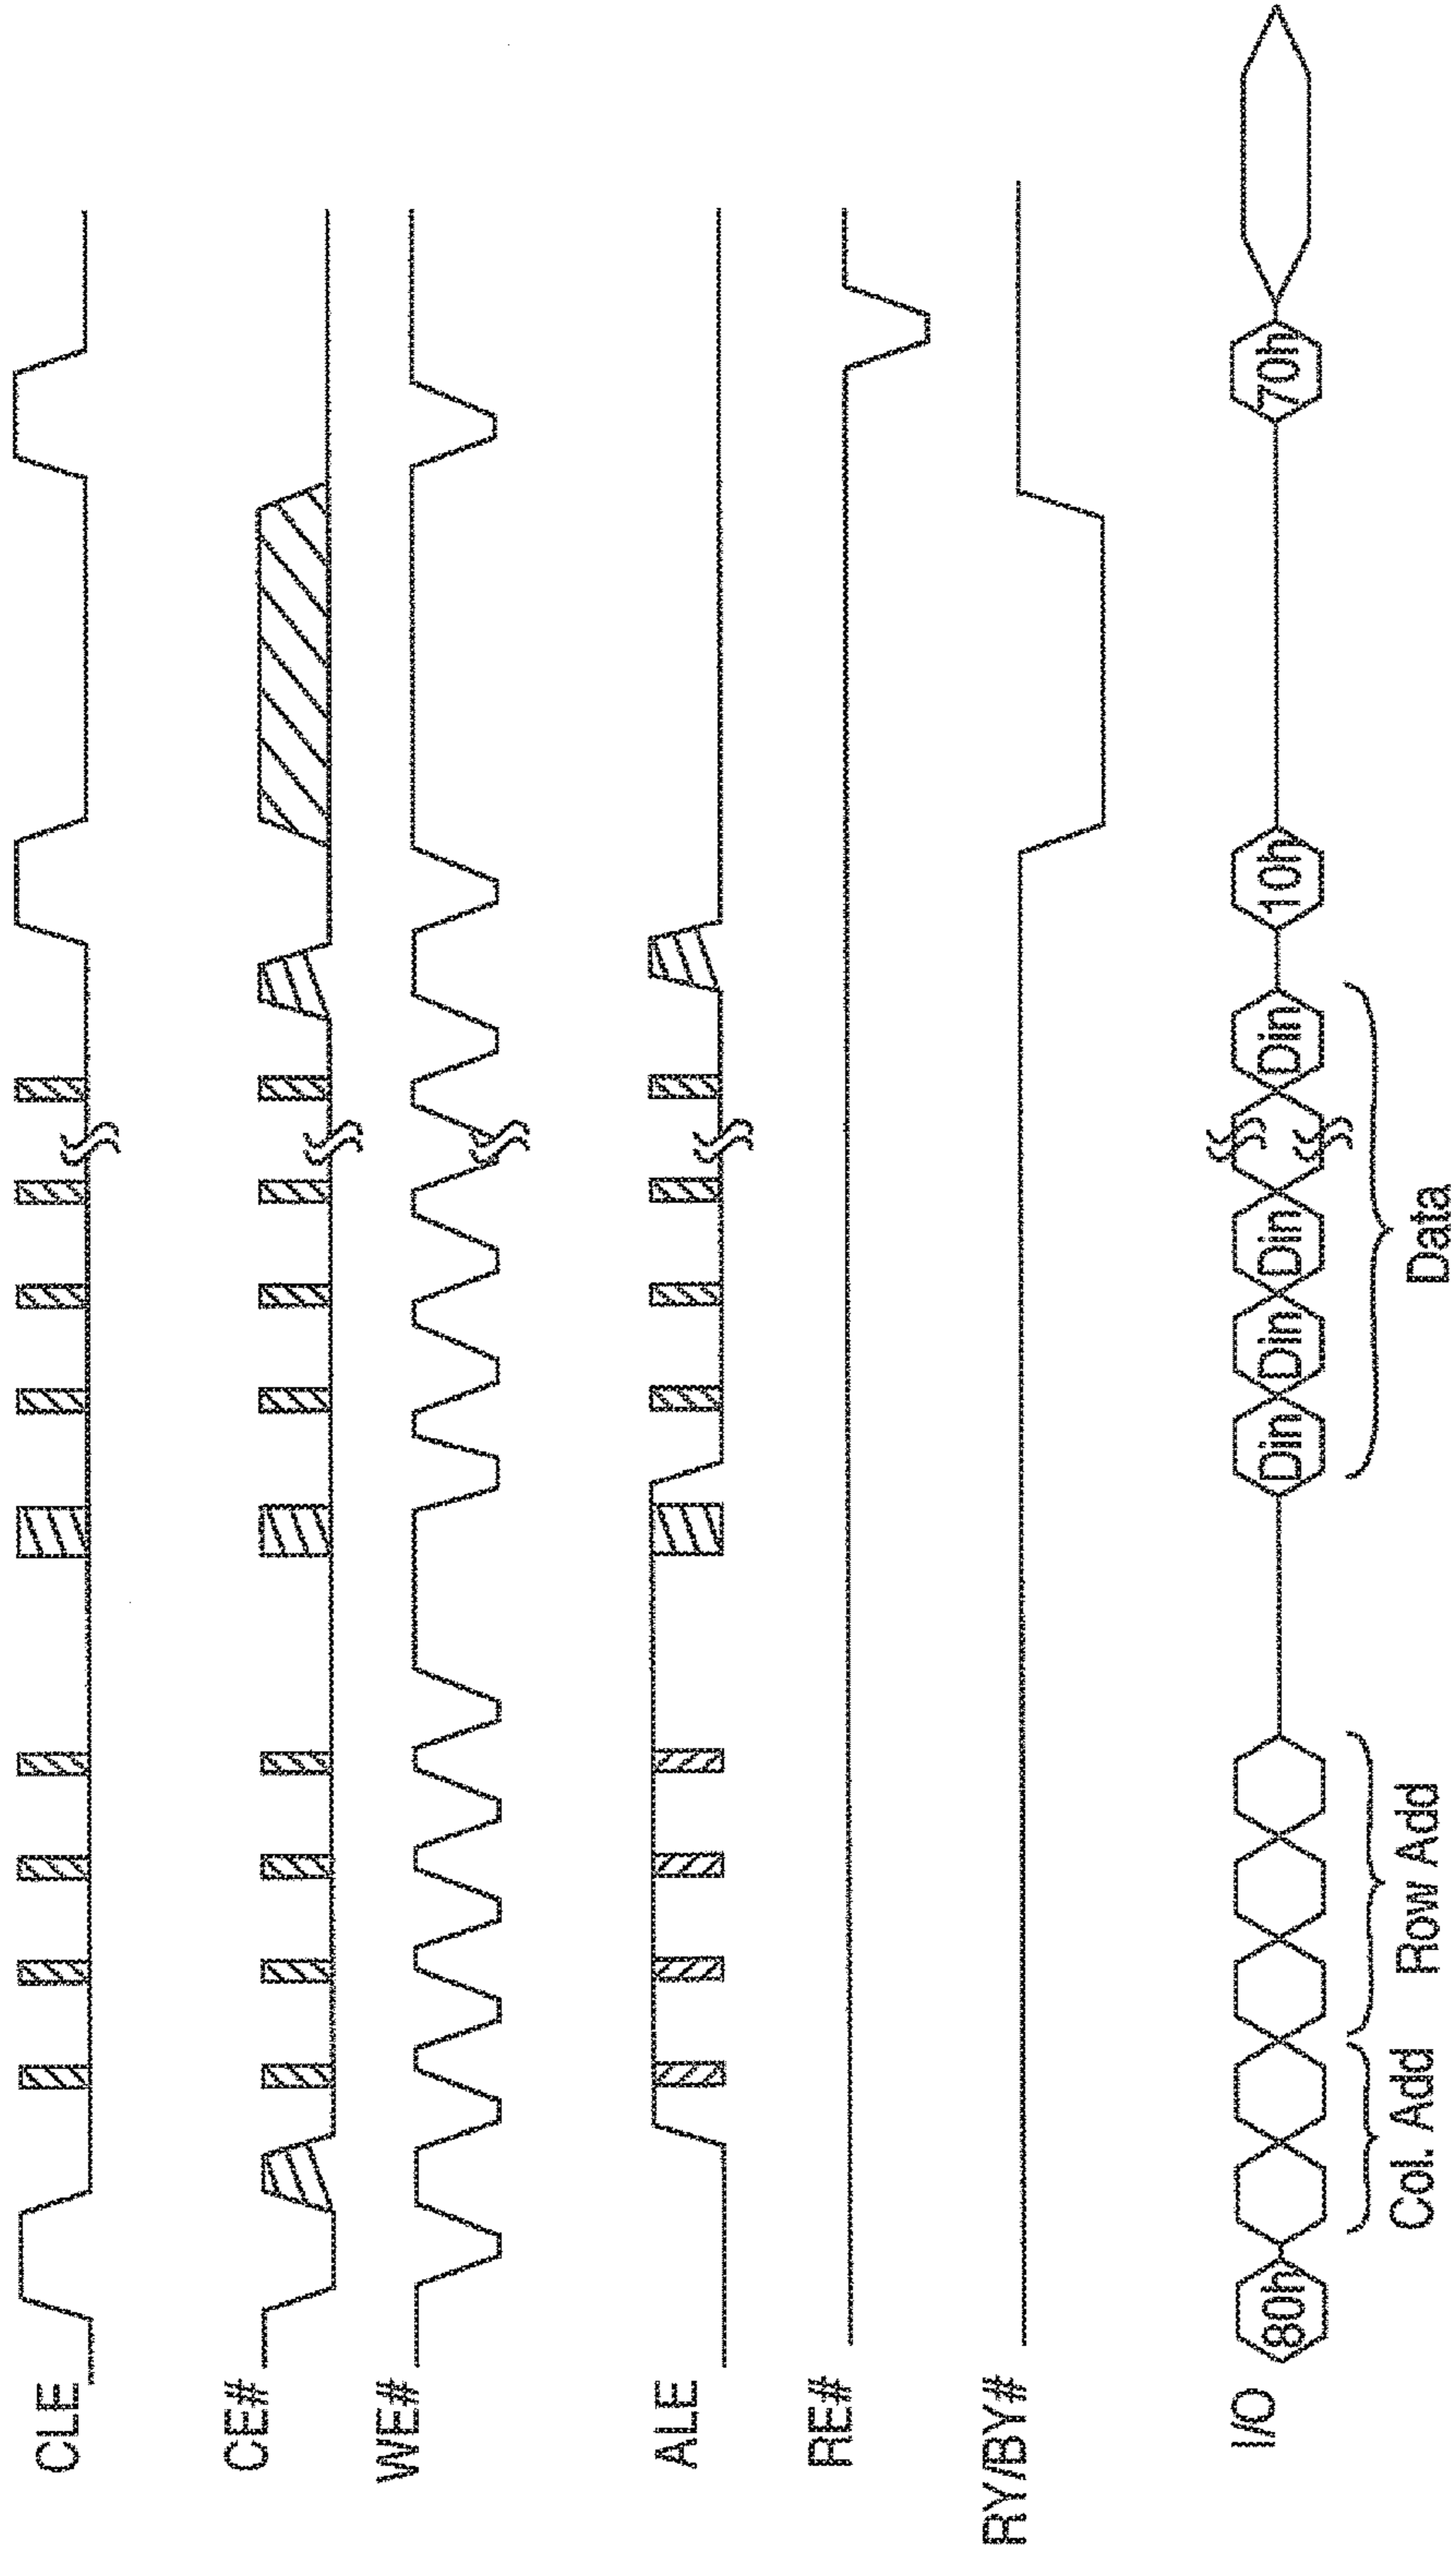 CLE
CE#
WE#
ALE
RE#
RY/BY#
I/O
80h
10h
70h
Din
Din
Din
Din
Col. Add
Row Add
Data